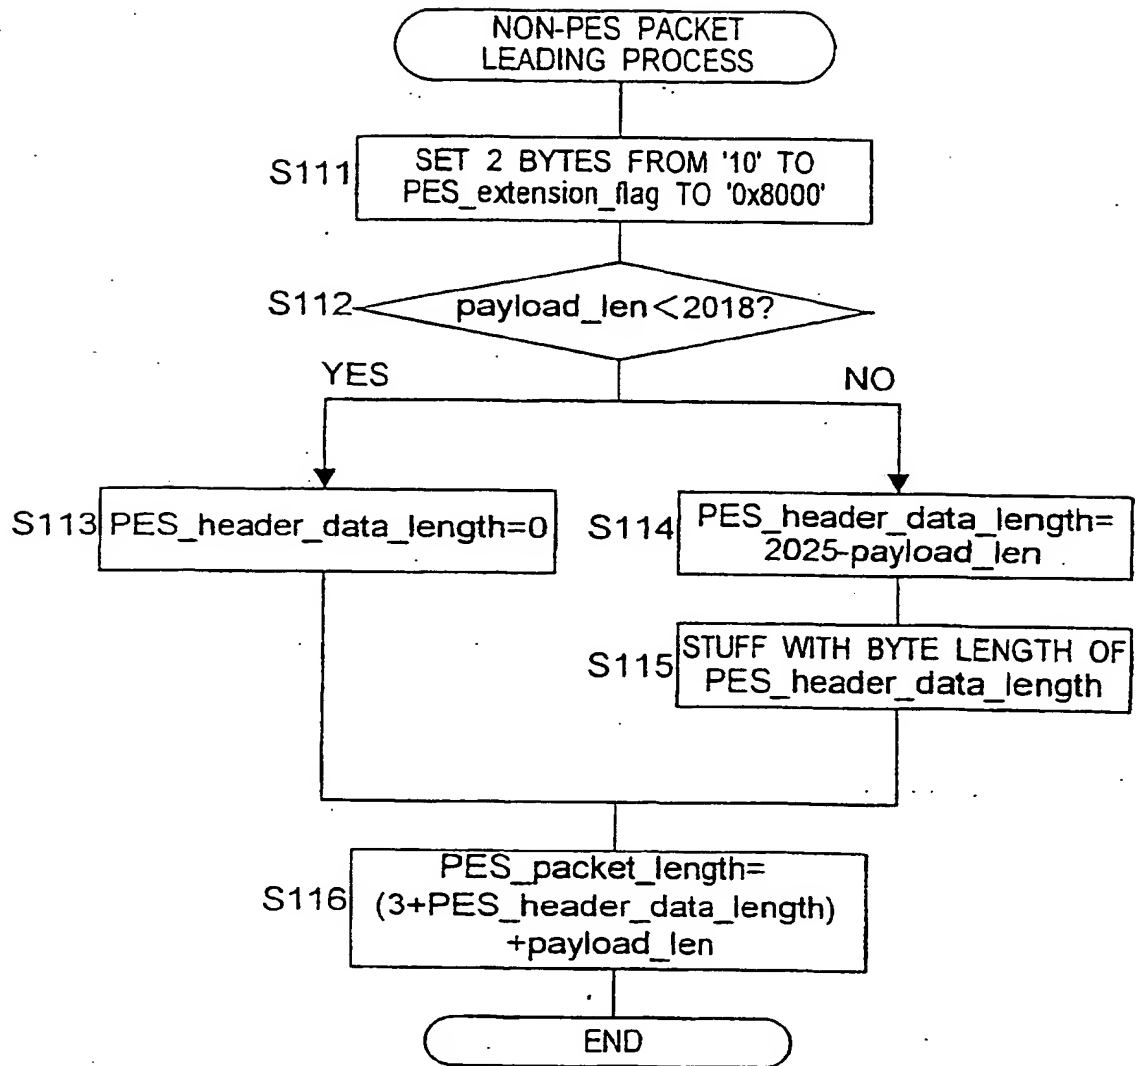 NON-PES PACKET
LEADING PROCESS
S111
SET 2 BYTES FROM '10' TO
PES_extension_flag TO '0x8000'
S112
payload_len<2018?
YES
NO
S113
PES_header_data_length=0
S114
PES_header_data_length=
2025-payload_len
S115
STUFF WITH BYTE LENGTH OF
PES_header_data_length
S116
PES_packet_length=
(3+PES_header_data_length)
+payload_len
END